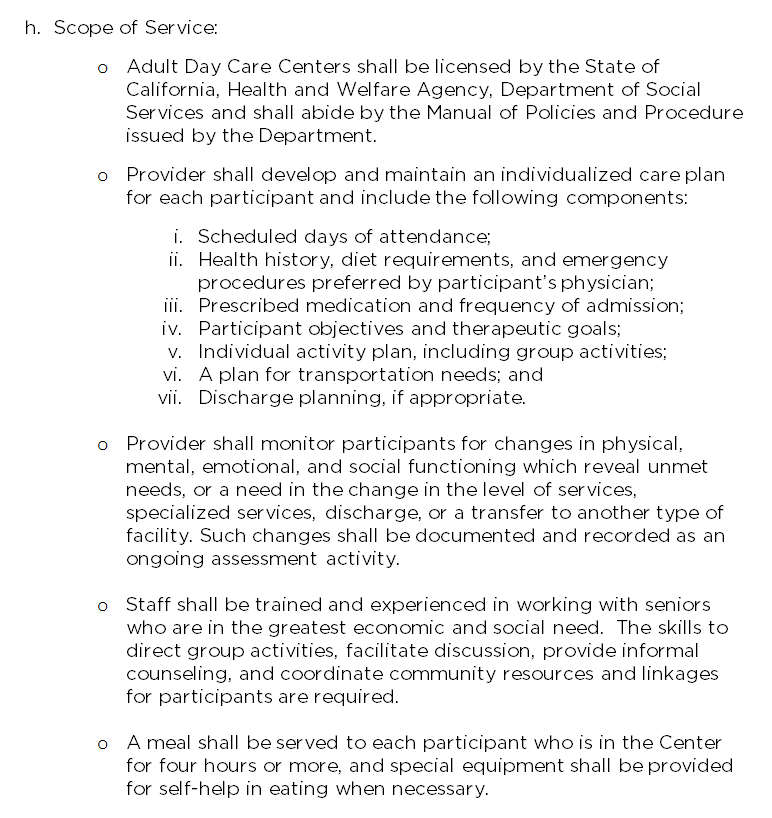 h. Scope of Service:
o Adult Day Care Centers shall be licensed by the State of
California, Health and Welfare Agency, Department of Social
Services and shall abide by the Manual of Policies and Procedure
issued by the Department.
o Provider shall develop and maintain an individualized care plan
for each participant and include the following components:
i. Scheduled days of attendance;
ii. Health history, diet requirements, and emergency
procedures preferred by participant's physician;
iii. Prescribed medication and frequency of admission;
iv. Participant objectives and therapeutic goals;
v. Individual activity plan, including group activities;
vi. A plan for transportation needs; and
vii. Discharge planning, if appropriate.
o Provider shall monitor participants for changes in physical,
mental, emotional, and social functioning which reveal unmet
needs, or a need in the change in the level of services,
specialized services, discharge, or a transfer to another type of
facility. Such changes shall be documented and recorded as an
ongoing assessment activity.
o Staff shall be trained and experienced in working with seniors
who are in the greatest economic and social need. The skills to
direct group activities, facilitate discussion, provide informal
counseling, and coordinate community resources and linkages
for participants are required.
o A meal shall be served to each participant who is in the Center
for four hours or more, and special equipment shall be provided
for self-help in eating when necessary.